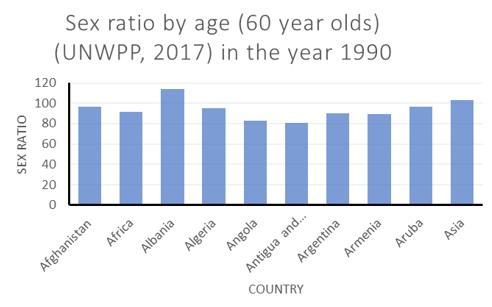 Sex ratio by age (60 year olds)
(UNWPP, 2017) in the year 1990
120
100
80
60
40
20
0
SEX RATIO
Afghanistan
Africa
Albania
Algeria
Angola
Antigua and...
Argentina
Armenia
Aruba
Asia
COUNTRY